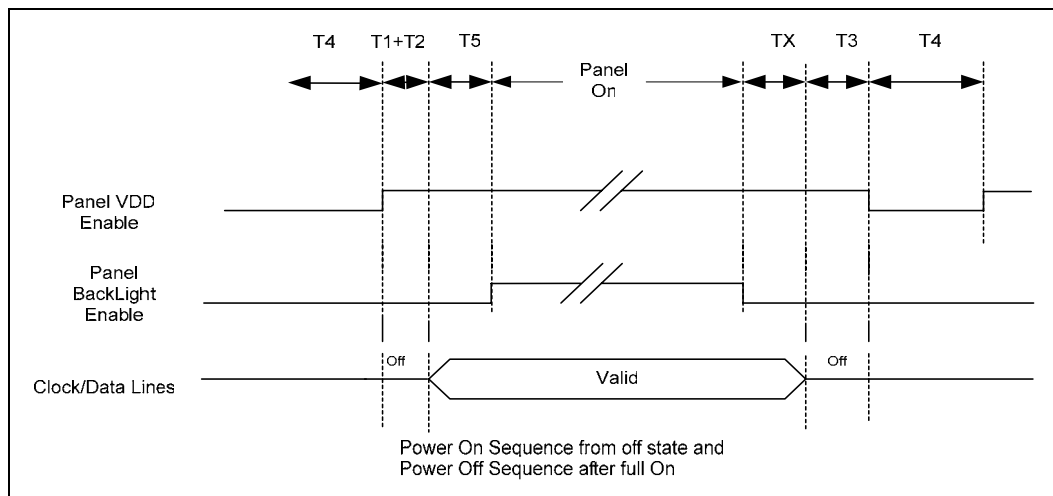 T4 T1+T2 T5 TX T3 T4
Panel
On
Panel VDD
Enable
Panel
BackLight
Enable
Off Off
Clock/Data Lines Valid
Power On Sequence from off state and
Power Off Sequence after full On